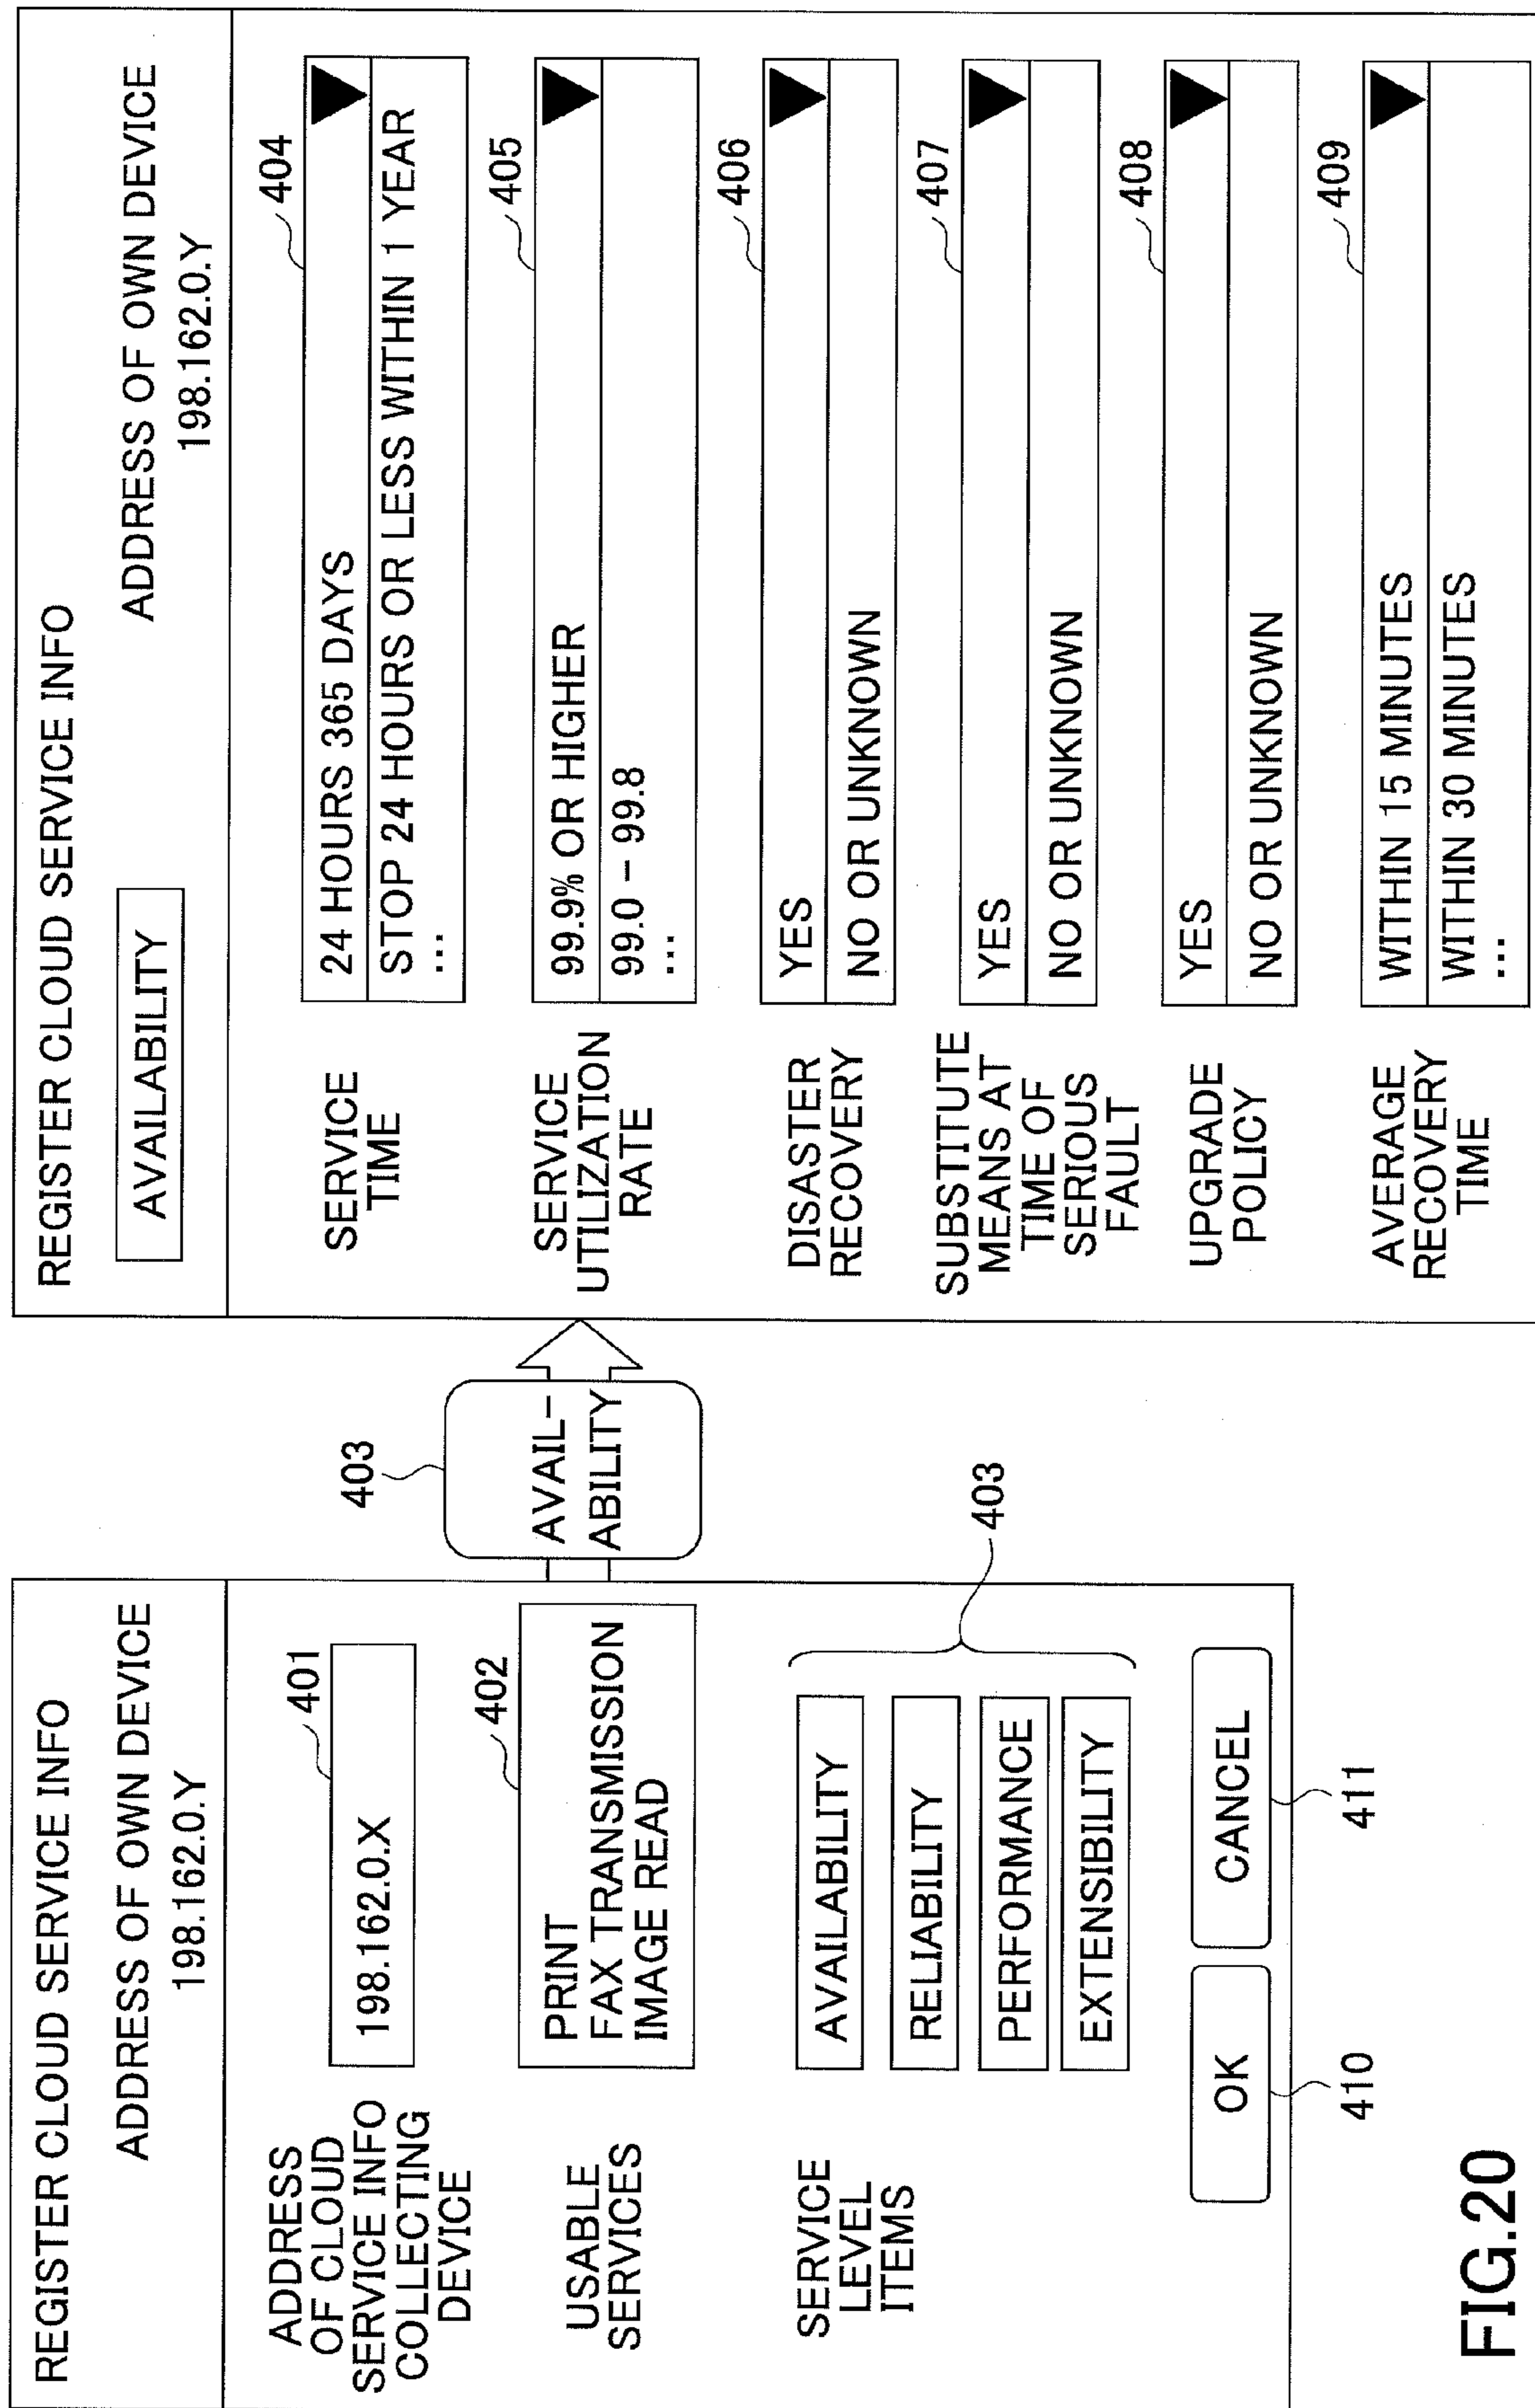 REGISTER CLOUD SERVICE INFO
ADDRESS OF OWN DEVICE
198.162.0.Y
ADDRESS
OF CLOUD
SERVICE INFO
COLLECTING
DEVICE
401
198.162.0.X
USABLE
SERVICES
402
PRINT
FAX TRANSMISSION
IMAGE READ
SERVICE
LEVEL
ITEMS
AVAILABILITY
RELIABILITY
PERFORMANCE
EXTENSIBILITY
403
OK
CANCEL
410
411
403
AVAIL-
ABILITY
REGISTER CLOUD SERVICE INFO
AVAILABILITY
ADDRESS OF OWN DEVICE
198.162.0.Y
SERVICE
TIME
404
24 HOURS 365 DAYS
STOP 24 HOURS OR LESS WITHIN 1 YEAR
...
SERVICE
UTILIZATION
RATE
405
99.9% OR HIGHER
99.0 – 99.8
...
DISASTER
RECOVERY
406
YES
NO OR UNKNOWN
SUBSTITUTE
MEANS AT
TIME OF
SERIOUS
FAULT
407
YES
NO OR UNKNOWN
UPGRADE
POLICY
408
YES
NO OR UNKNOWN
AVERAGE
RECOVERY
TIME
409
WITHIN 15 MINUTES
WITHIN 30 MINUTES
...
FIG.20